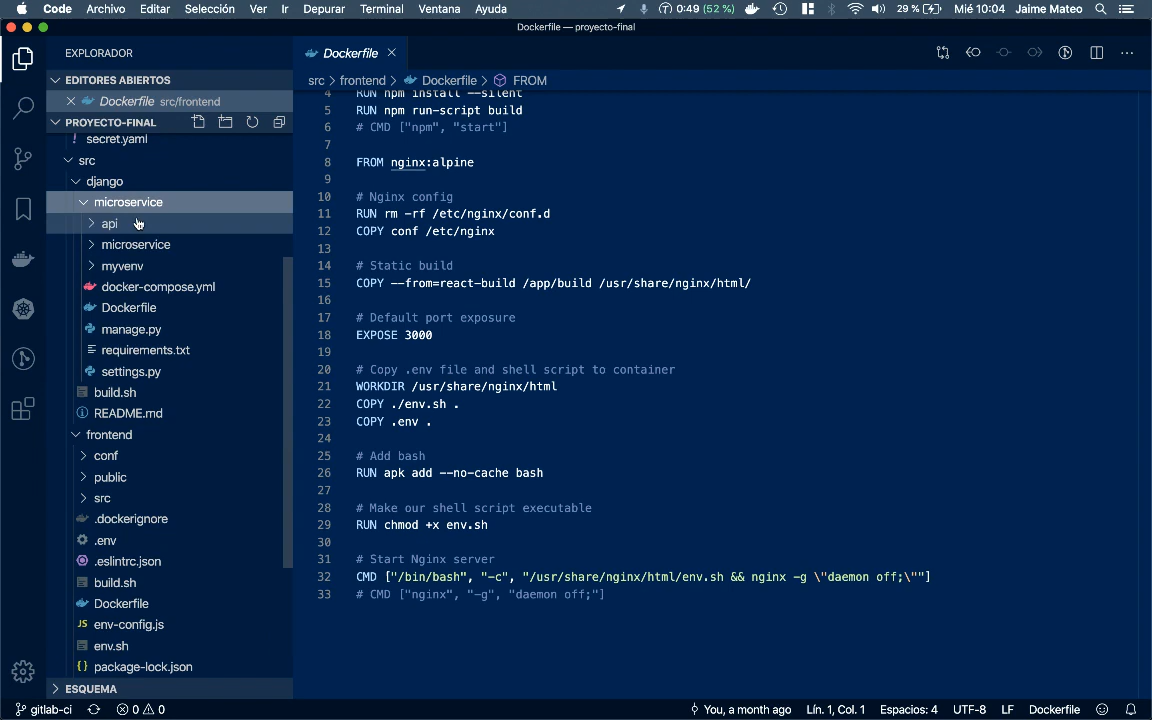 Code Archivo Editar Selección Ver Ir Depurar Terminal Ventana Ayuda 0:49 (52 %) 29 % Mié 10:04 Jaime Mateo
Dockerfile — proyecto-final
EXPLORADOR
EDITORES ABIERTOS
Dockerfile src/frontend
PROYECTO-FINAL
! secret.yaml
src
django
microservice
api
microservice
myvenv
docker-compose.yml
Dockerfile
manage.py
requirements.txt
settings.py
build.sh
README.md
frontend
conf
public
src
.dockerignore
.env
.eslintrc.json
build.sh
Dockerfile
JS env-config.js
env.sh
{} package-lock.json
ESQUEMA
Dockerfile
src > frontend > Dockerfile > FROM
4 RUN npm install --silent
5 RUN npm run-script build
6 # CMD ["npm", "start"]
7
8 FROM nginx:alpine
9
10 # Nginx config
11 RUN rm -rf /etc/nginx/conf.d
12 COPY conf /etc/nginx
13
14 # Static build
15 COPY --from=react-build /app/build /usr/share/nginx/html/
16
17 # Default port exposure
18 EXPOSE 3000
19
20 # Copy .env file and shell script to container
21 WORKDIR /usr/share/nginx/html
22 COPY ./env.sh .
23 COPY .env .
24
25 # Add bash
26 RUN apk add --no-cache bash
27
28 # Make our shell script executable
29 RUN chmod +x env.sh
30
31 # Start Nginx server
32 CMD ["/bin/bash", "-c", "/usr/share/nginx/html/env.sh && nginx -g \"daemon off;\""]
33 # CMD ["nginx", "-g", "daemon off;"]
gitlab-ci 0 0 You, a month ago Lín. 1, Col. 1 Espacios: 4 UTF-8 LF Dockerfile